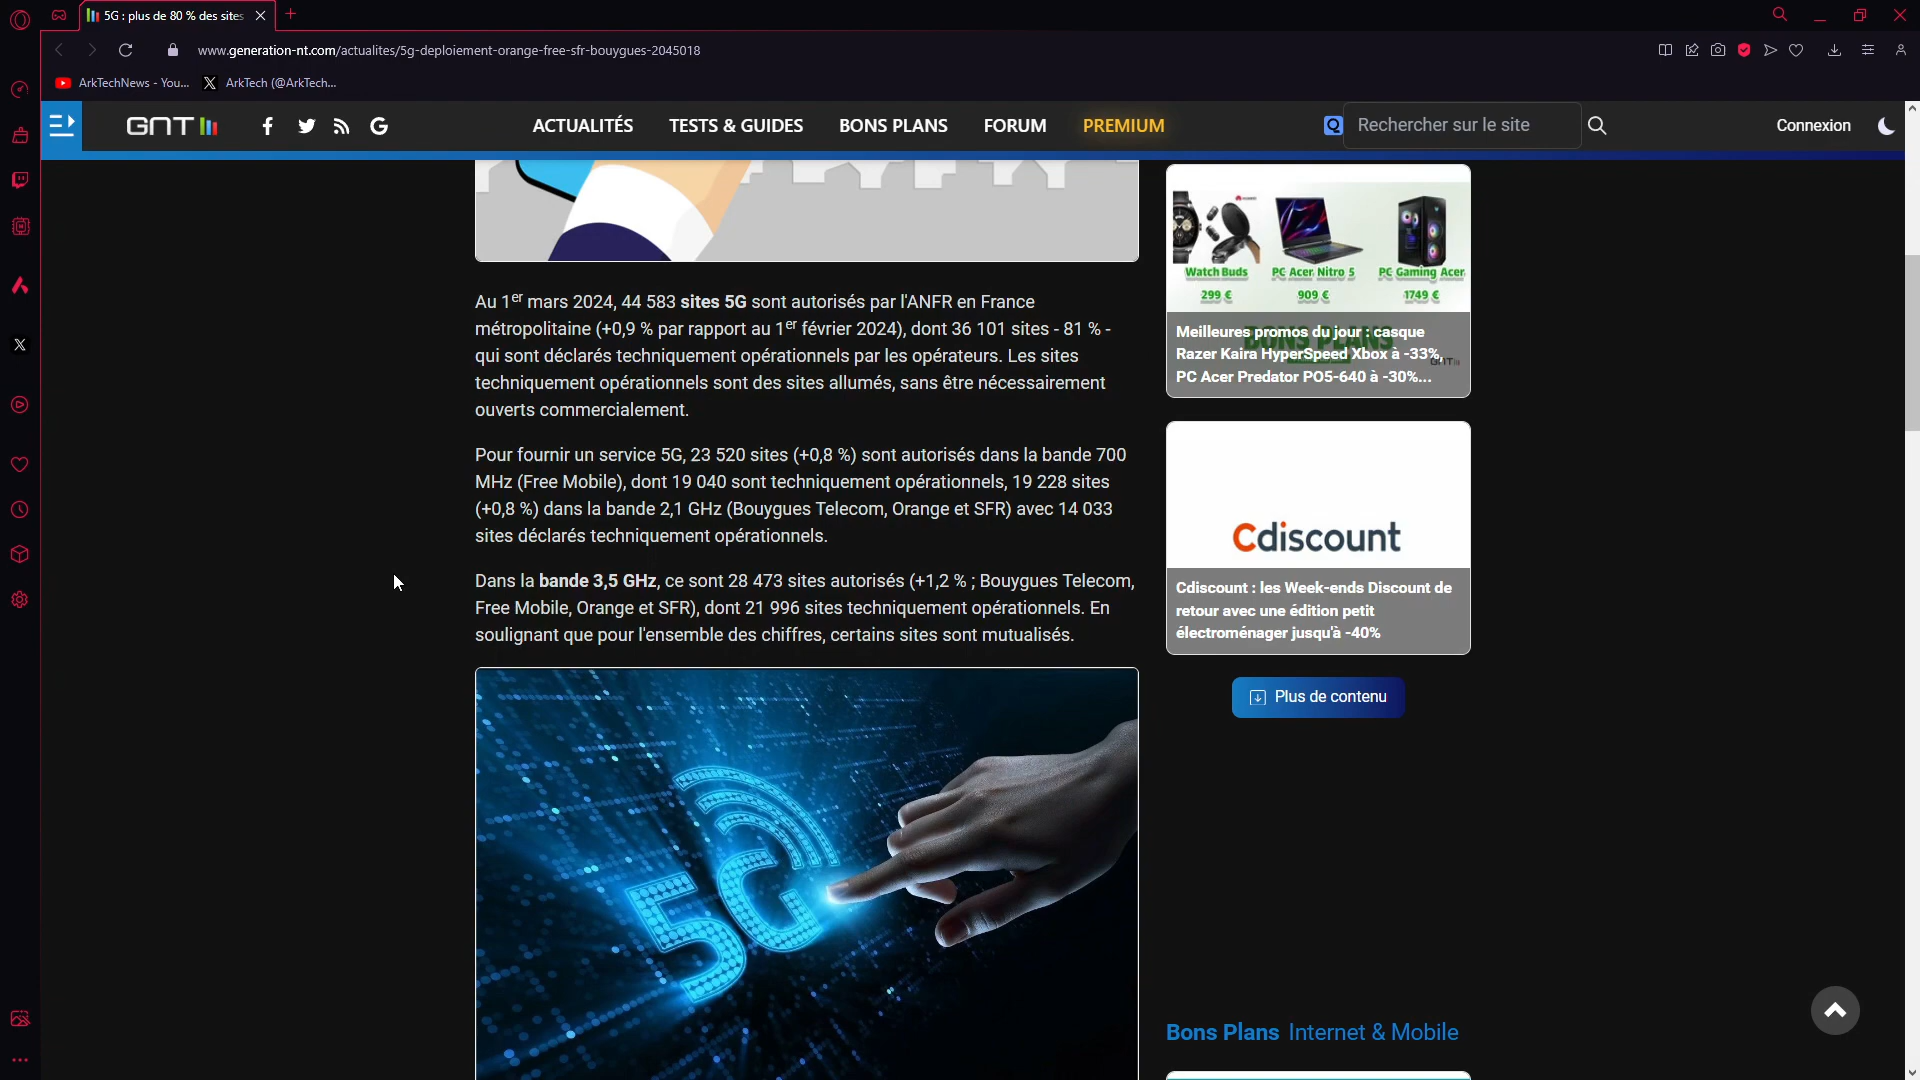 5G : plus de 80 % des sites
www.generation-nt.com/actualites/5g-deploiement-orange-free-sfr-bouygues-2045018
ArkTechNews - You...
ArkTech (@ArkTech...
GNT
ACTUALITÉS
TESTS & GUIDES
BONS PLANS
FORUM
PREMIUM
Rechercher sur le site
Connexion
Au 1er mars 2024, 44 583 sites 5G sont autorisés par l'ANFR en France
métropolitaine (+0,9 % par rapport au 1er février 2024), dont 36 101 sites - 81 % -
qui sont déclarés techniquement opérationnels par les opérateurs. Les sites
techniquement opérationnels sont des sites allumés, sans être nécessairement
ouverts commercialement.
Pour fournir un service 5G, 23 520 sites (+0,8 %) sont autorisés dans la bande 700
MHz (Free Mobile), dont 19 040 sont techniquement opérationnels, 19 228 sites
(+0,8 %) dans la bande 2,1 GHz (Bouygues Telecom, Orange et SFR) avec 14 033
sites déclarés techniquement opérationnels.
Dans la bande 3,5 GHz, ce sont 28 473 sites autorisés (+1,2 % ; Bouygues Telecom,
Free Mobile, Orange et SFR), dont 21 996 sites techniquement opérationnels. En
soulignant que pour l'ensemble des chiffres, certains sites sont mutualisés.
5G
Watch Buds
PC Acer Nitro 5
PC Gaming Acer
299 €
909 €
1749 €
BONS PLANS
GNT
Meilleures promos du jour : casque
Razer Kaira HyperSpeed Xbox à -33%,
PC Acer Predator PO5-640 à -30%...
Cdiscount
Cdiscount : les Week-ends Discount de
retour avec une édition petit
électroménager jusqu'à -40%
Plus de contenu
Bons Plans Internet & Mobile